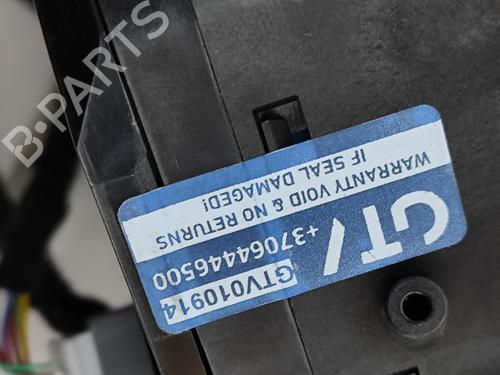 B-PARTS
WARRANTY VOID & NO RETURNS
IF SEAL DAMAGED!
GTV
+37064446500
GTV010914